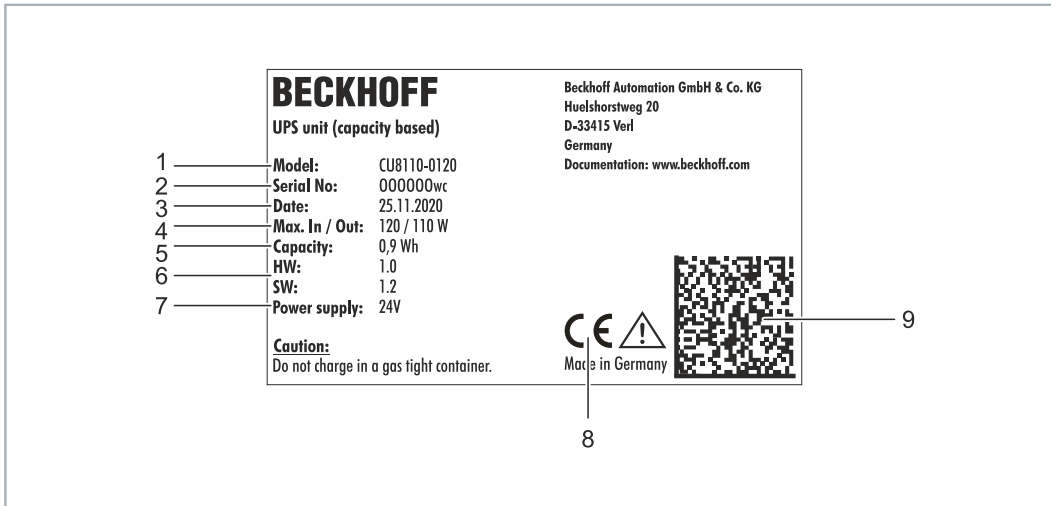 BECKHOFF
UPS unit (capacity based)
Beckhoff Automation GmbH & Co. KG
Huelshorstweg 20
D-33415 Verl
Germany
Documentation: www.beckhoff.com
1 Model: CU8110-0120
2 Serial No: 000000wc
3 Date: 25.11.2020
4 Max. In / Out: 120 / 110 W
5 Capacity: 0,9 Wh
6 HW: 1.0
SW: 1.2
7 Power supply: 24V
Caution:
Do not charge in a gas tight container.
CE
Made in Germany
8
9